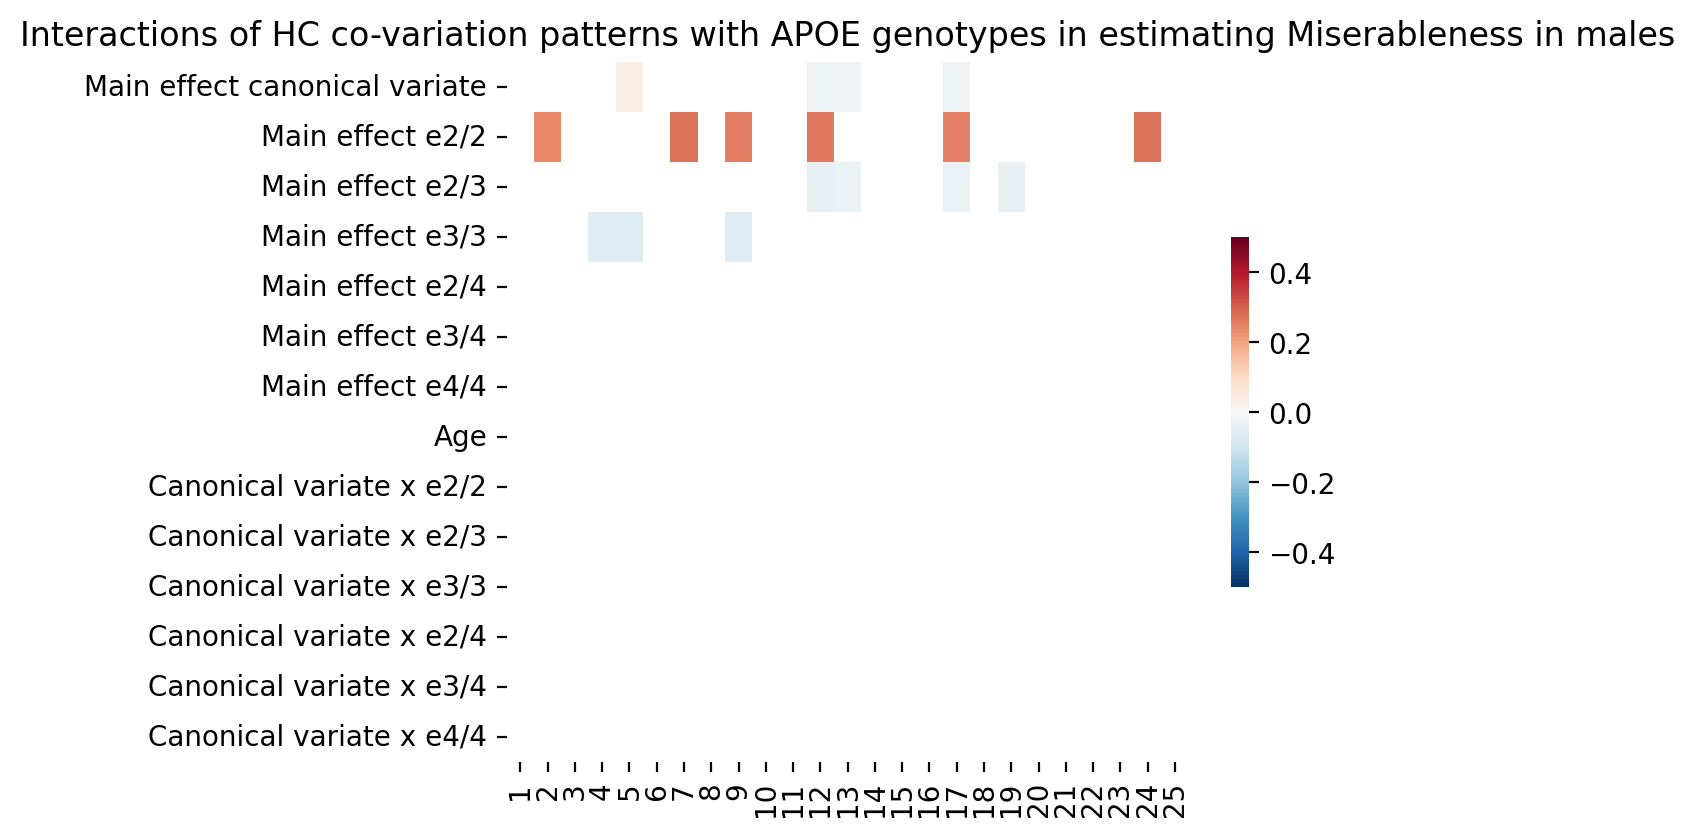 Interactions of HC co-variation patterns with APOE genotypes in estimating Miserableness in males
Main effect canonical variate
Main effect e2/2
Main effect e2/3
Main effect e3/3
Main effect e2/4
Main effect e3/4
Main effect e4/4
Age
Canonical variate x e2/2
Canonical variate x e2/3
Canonical variate x e3/3
Canonical variate x e2/4
Canonical variate x e3/4
Canonical variate x e4/4
1 2 3 4 5 6 7 8 9 10 11 12 13 14 15 16 17 18 19 20 21 22 23 24 25
0.4
0.2
0.0
−0.2
−0.4